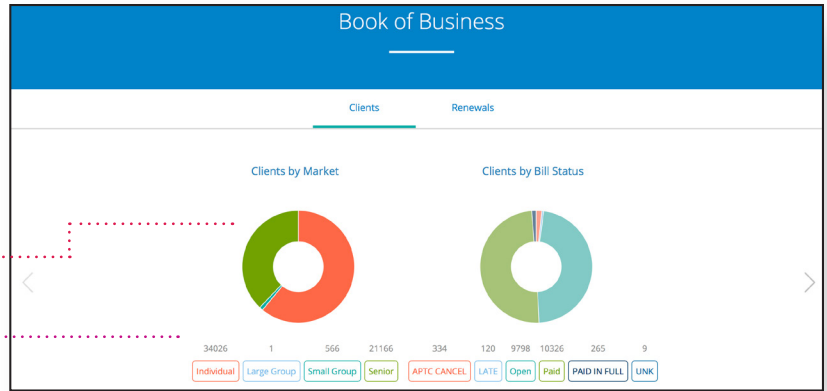 Book of Business
Clients Renewals
Clients by Market Clients by Bill Status
34026 1 566 21166 334 120 9798 10326 265 9
Individual Large Group Small Group Senior APTC CANCEL LATE Open Paid PAID IN FULL UNK